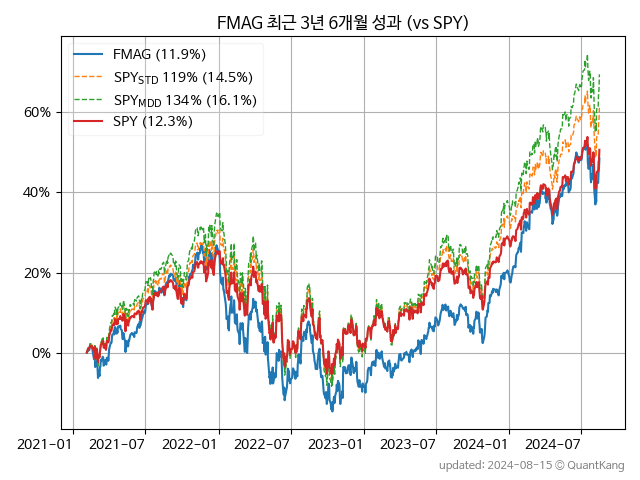 FMAG 최근 3년 6개월 성과 (vs SPY)
FMAG (11.9%)
SPY_STD 119% (14.5%)
SPY_MDD 134% (16.1%)
SPY (12.3%)
60%
40%
20%
0%
2021-01 2021-07 2022-01 2022-07 2023-01 2023-07 2024-01 2024-07
updated: 2024-08-15 © QuantKang